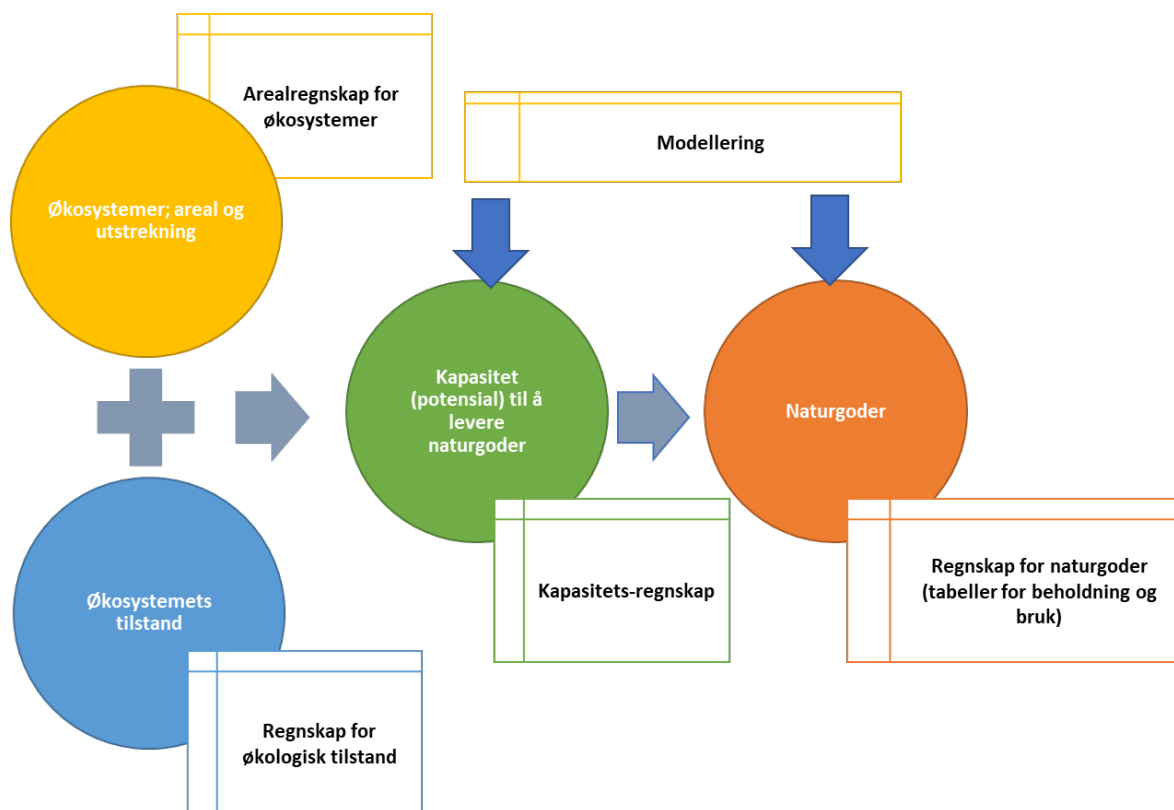 Arealregnskap for
økosystemer
Modellering
Økosystemer; areal og
utstrekning
Kapasitet
(potensial) til å
levere
naturgoder
Naturgoder
Kapasitets-regnskap
Regnskap for naturgoder
(tabeller for beholdning og
bruk)
Økosystemets
tilstand
Regnskap for
økologisk tilstand